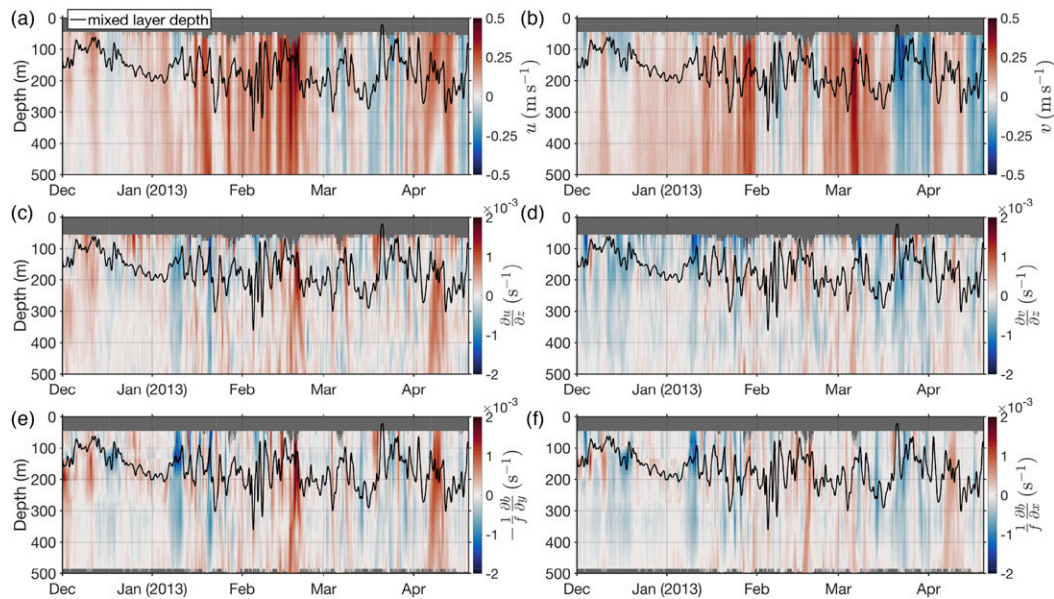 (a)
mixed layer depth
0
100
200
300
400
500
Depth (m)
Dec
Jan (2013)
Feb
Mar
Apr
0.5
0.25
0
-0.25
-0.5
u (m s⁻¹)
(b)
0
100
200
300
400
500
Dec
Jan (2013)
Feb
Mar
Apr
0.5
0.25
0
-0.25
-0.5
v (m s⁻¹)
(c)
0
100
200
300
400
500
Depth (m)
Dec
Jan (2013)
Feb
Mar
Apr
×10⁻³
2
1
0
-1
-2
∂u/∂z (s⁻¹)
(d)
0
100
200
300
400
500
Dec
Jan (2013)
Feb
Mar
Apr
×10⁻³
2
1
0
-1
-2
∂v/∂z (s⁻¹)
(e)
0
100
200
300
400
500
Depth (m)
Dec
Jan (2013)
Feb
Mar
Apr
×10⁻³
2
1
0
-1
-2
−1/f ∂b/∂y (s⁻¹)
(f)
0
100
200
300
400
500
Dec
Jan (2013)
Feb
Mar
Apr
×10⁻³
2
1
0
-1
-2
1/f ∂b/∂x (s⁻¹)